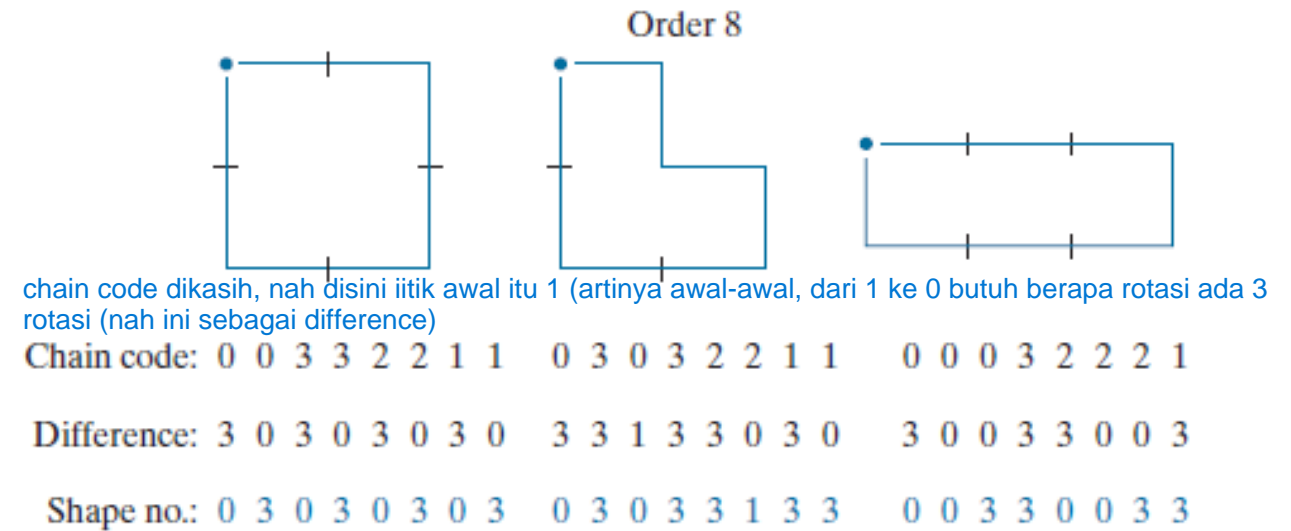 Order 8
chain code dikasih, nah disini iitik awal itu 1 (artinya awal-awal, dari 1 ke 0 butuh berapa rotasi ada 3
rotasi (nah ini sebagai difference)
Chain code: 0 0 3 3 2 2 1 1 0 3 0 3 2 2 1 1 0 0 0 3 2 2 2 1
Difference: 3 0 3 0 3 0 3 0 3 3 1 3 3 0 3 0 3 0 0 3 3 0 0 3
Shape no.: 0 3 0 3 0 3 0 3 0 3 0 3 3 1 3 3 0 0 3 3 0 0 3 3